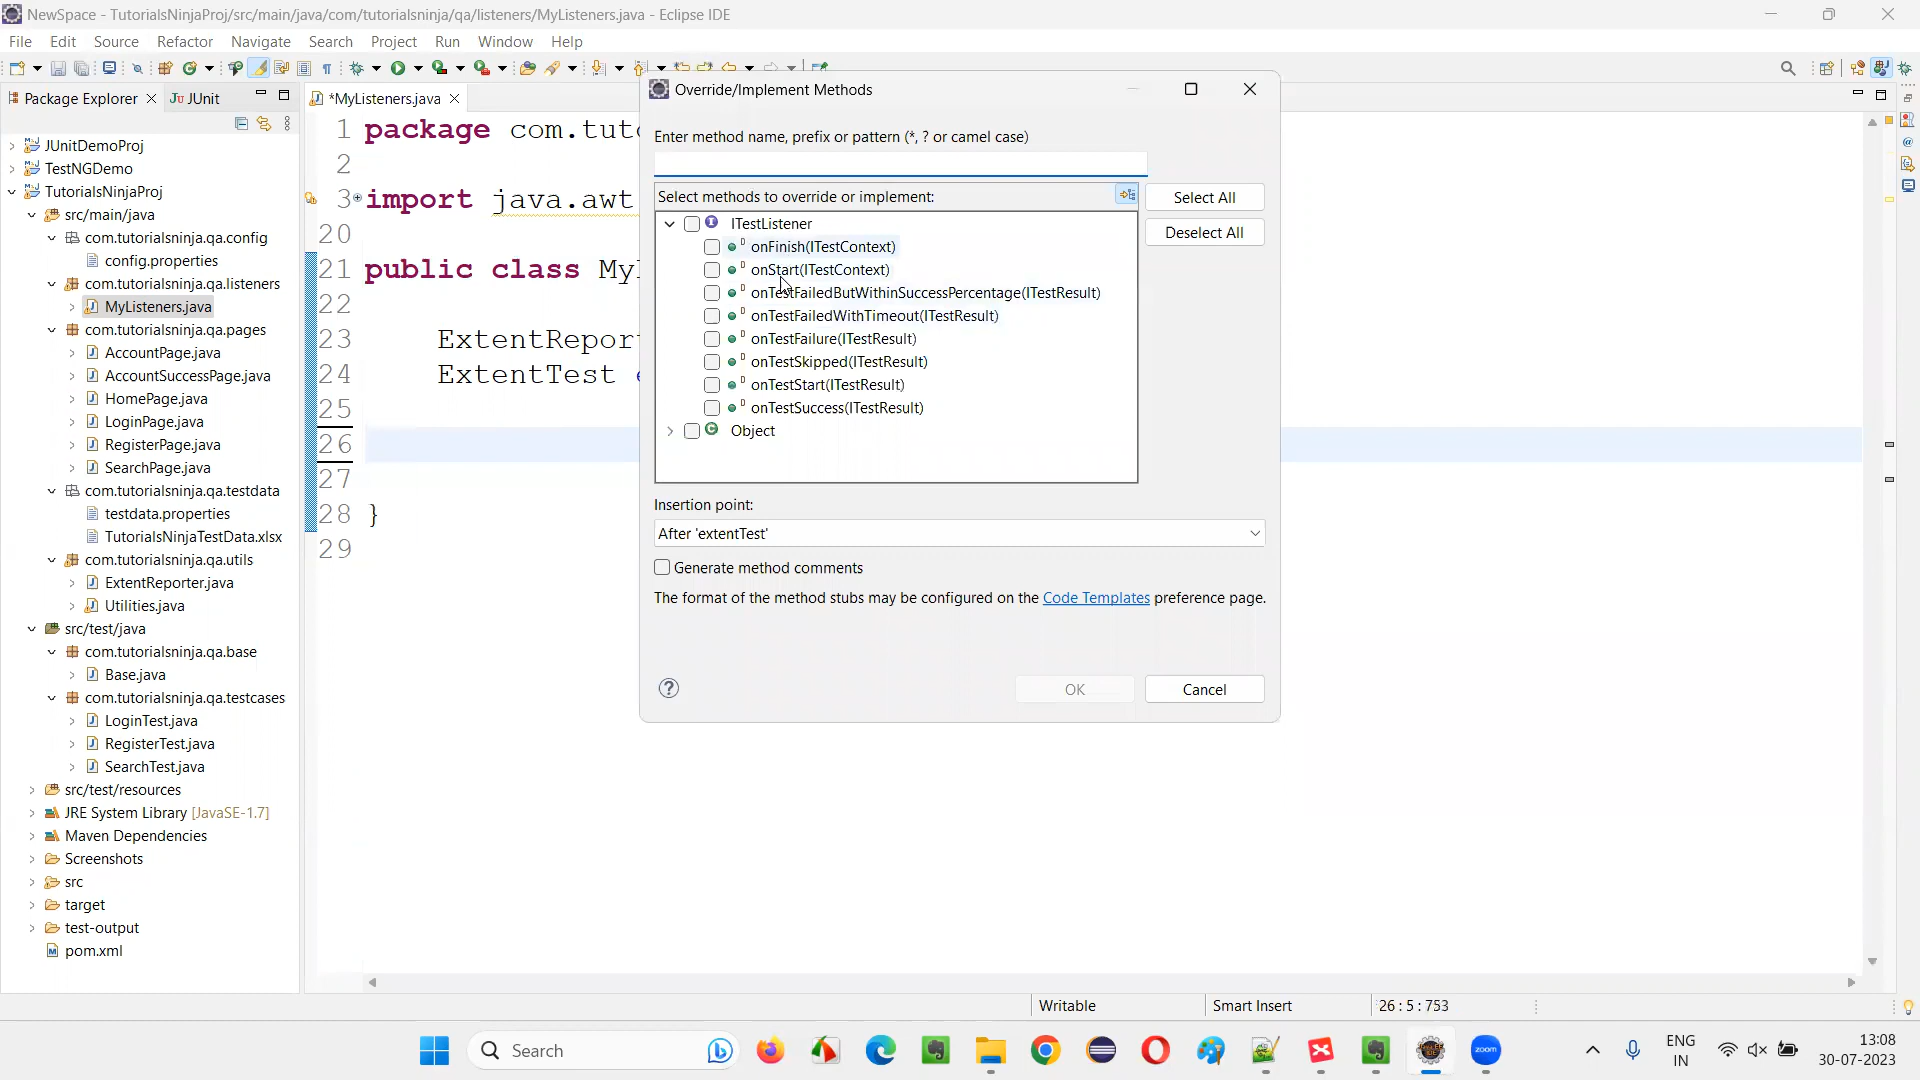 NewSpace - TutorialsNinjaProj/src/main/java/com/tutorialsninja/qa/listeners/MyListeners.java - Eclipse IDE
File Edit Source Refactor Navigate Search Project Run Window Help
Package Explorer JUnit
JUnitDemoProj
TestNGDemo
TutorialsNinjaProj
src/main/java
com.tutorialsninja.qa.config
config.properties
com.tutorialsninja.qa.listeners
MyListeners.java
com.tutorialsninja.qa.pages
AccountPage.java
AccountSuccessPage.java
HomePage.java
LoginPage.java
RegisterPage.java
SearchPage.java
com.tutorialsninja.qa.testdata
testdata.properties
TutorialsNinjaTestData.xlsx
com.tutorialsninja.qa.utils
ExtentReporter.java
Utilities.java
src/test/java
com.tutorialsninja.qa.base
Base.java
com.tutorialsninja.qa.testcases
LoginTest.java
RegisterTest.java
SearchTest.java
src/test/resources
JRE System Library [JavaSE-1.7]
Maven Dependencies
Screenshots
src
target
test-output
pom.xml
*MyListeners.java
1 package com.tuto
2
3 import java.awt
20
21 public class Myl
22
23 ExtentReport
24 ExtentTest e
25
26
27
28 }
29
Override/Implement Methods
Enter method name, prefix or pattern (*, ? or camel case)
Select methods to override or implement:
Select All
Deselect All
ITestListener
onFinish(ITestContext)
onStart(ITestContext)
onTestFailedButWithinSuccessPercentage(ITestResult)
onTestFailedWithTimeout(ITestResult)
onTestFailure(ITestResult)
onTestSkipped(ITestResult)
onTestStart(ITestResult)
onTestSuccess(ITestResult)
Object
Insertion point:
After 'extentTest'
Generate method comments
The format of the method stubs may be configured on the Code Templates preference page.
OK Cancel
Writable Smart Insert 26 : 5 : 753
Search
zoom
ENG
IN
13:08
30-07-2023